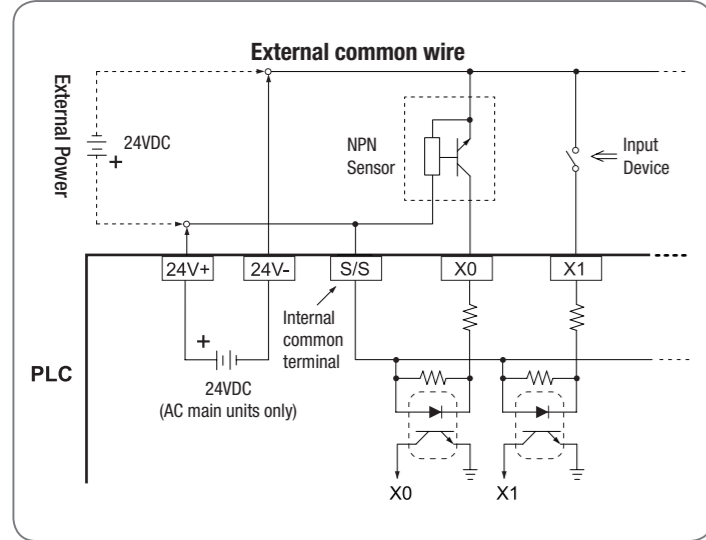 External common wire
External Power
24VDC
+
NPN
Sensor
Input
Device
24V+
24V-
S/S
X0
X1
PLC
+
24VDC
(AC main units only)
Internal
common
terminal
X0
X1